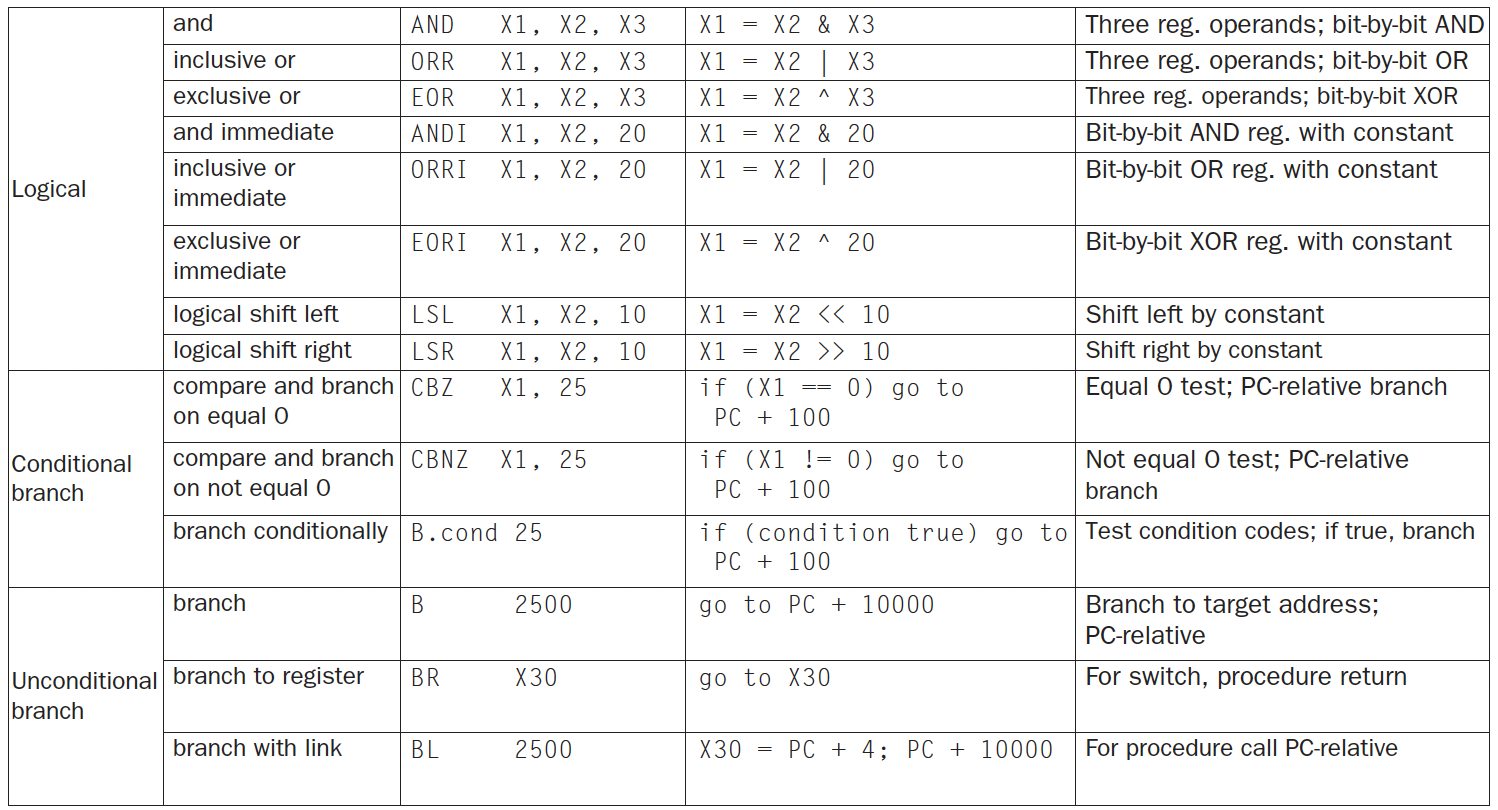 Logical
and AND X1, X2, X3 X1 = X2 & X3 Three reg. operands; bit-by-bit AND
inclusive or ORR X1, X2, X3 X1 = X2 | X3 Three reg. operands; bit-by-bit OR
exclusive or EOR X1, X2, X3 X1 = X2 ^ X3 Three reg. operands; bit-by-bit XOR
and immediate ANDI X1, X2, 20 X1 = X2 & 20 Bit-by-bit AND reg. with constant
inclusive or ORRI X1, X2, 20 X1 = X2 | 20 Bit-by-bit OR reg. with constant
immediate
exclusive or EORI X1, X2, 20 X1 = X2 ^ 20 Bit-by-bit XOR reg. with constant
immediate
logical shift left LSL X1, X2, 10 X1 = X2 << 10 Shift left by constant
logical shift right LSR X1, X2, 10 X1 = X2 >> 10 Shift right by constant
Conditional
branch
compare and branch CBZ X1, 25 if (X1 == 0) go to Equal 0 test; PC-relative branch
on equal 0 PC + 100
compare and branch CBNZ X1, 25 if (X1 != 0) go to Not equal 0 test; PC-relative
on not equal 0 PC + 100 branch
branch conditionally B.cond 25 if (condition true) go to Test condition codes; if true, branch
PC + 100
Unconditional
branch
branch B 2500 go to PC + 10000 Branch to target address;
PC-relative
branch to register BR X30 go to X30 For switch, procedure return
branch with link BL 2500 X30 = PC + 4; PC + 10000 For procedure call PC-relative